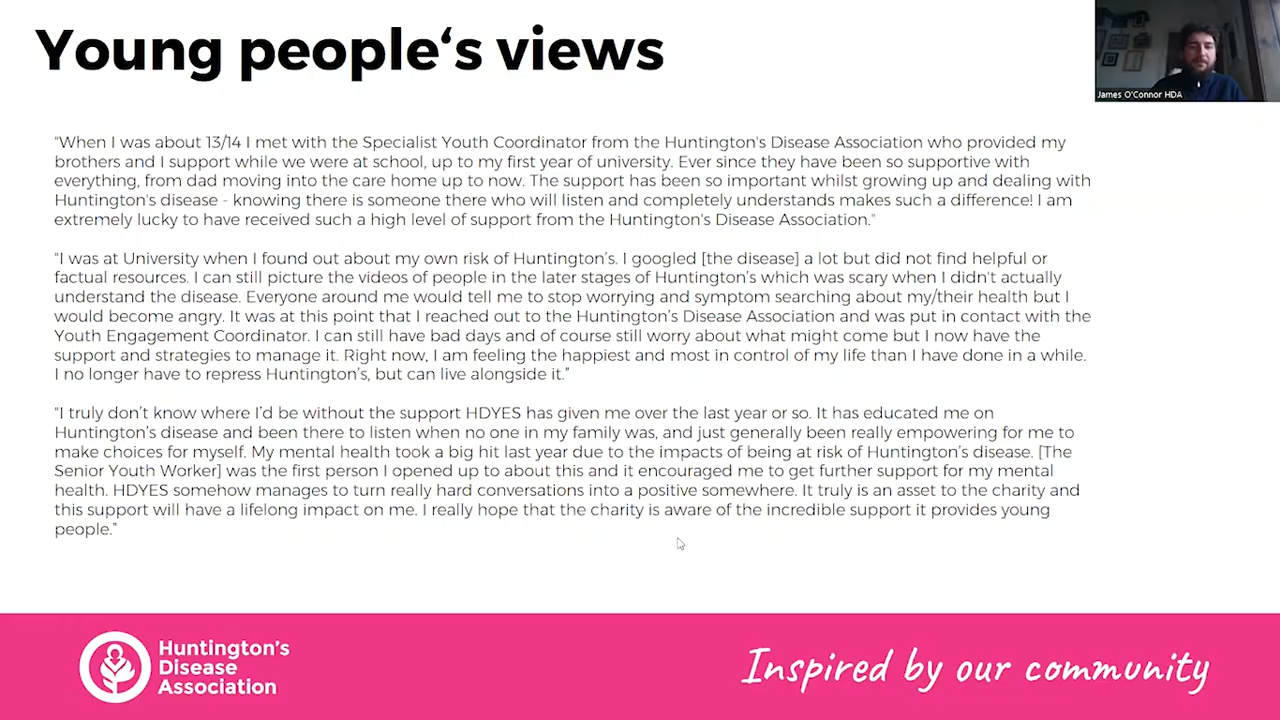 Young people‘s views
James O'Connor HDA
"When I was about 13/14 I met with the Specialist Youth Coordinator from the Huntington's Disease Association who provided my
brothers and I support while we were at school, up to my first year of university. Ever since they have been so supportive with
everything, from dad moving into the care home up to now. The support has been so important whilst growing up and dealing with
Huntington's disease - knowing there is someone there who will listen and completely understands makes such a difference! I am
extremely lucky to have received such a high level of support from the Huntington's Disease Association."
"I was at University when I found out about my own risk of Huntington’s. I googled [the disease] a lot but did not find helpful or
factual resources. I can still picture the videos of people in the later stages of Huntington’s which was scary when I didn't actually
understand the disease. Everyone around me would tell me to stop worrying and symptom searching about my/their health but I
would become angry. It was at this point that I reached out to the Huntington’s Disease Association and was put in contact with the
Youth Engagement Coordinator. I can still have bad days and of course still worry about what might come but I now have the
support and strategies to manage it. Right now, I am feeling the happiest and most in control of my life than I have done in a while.
I no longer have to repress Huntington’s, but can live alongside it.”
"I truly don’t know where I’d be without the support HDYES has given me over the last year or so. It has educated me on
Huntington’s disease and been there to listen when no one in my family was, and just generally been really empowering for me to
make choices for myself. My mental health took a big hit last year due to the impacts of being at risk of Huntington’s disease. [The
Senior Youth Worker] was the first person I opened up to about this and it encouraged me to get further support for my mental
health. HDYES somehow manages to turn really hard conversations into a positive somewhere. It truly is an asset to the charity and
this support will have a lifelong impact on me. I really hope that the charity is aware of the incredible support it provides young
people."
Huntington’s
Disease
Association
Inspired by our community